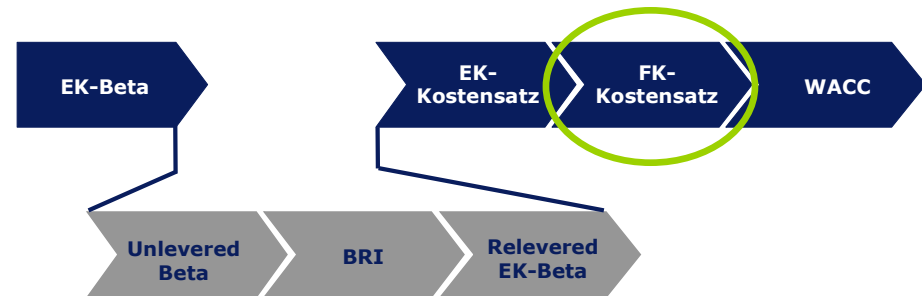 EK-Beta
EK-
Kostensatz
FK-
Kostensatz
WACC
Unlevered
Beta
BRI
Relevered
EK-Beta